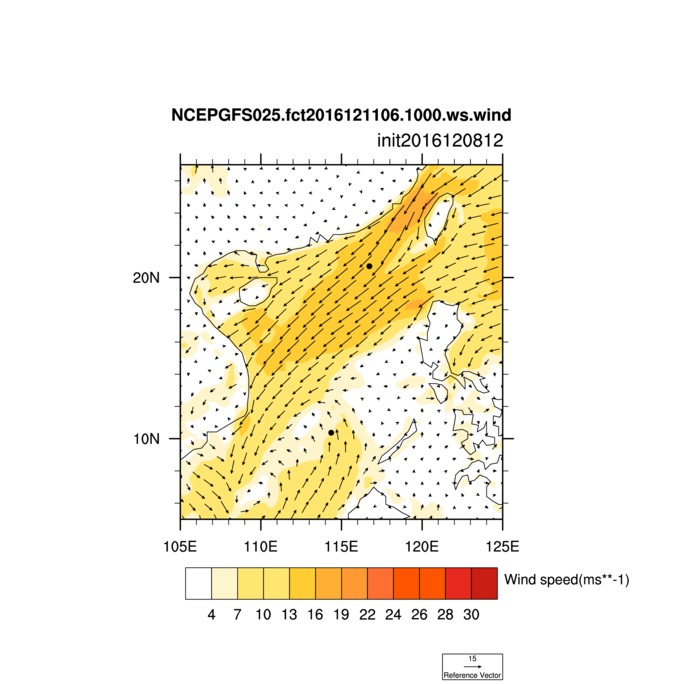 NCEPGFS025.fct2016121106.1000.ws.wind
init2016120812
20N
10N
105E 110E 115E 120E 125E
Wind speed(ms**-1)
4 7 10 13 16 19 22 24 26 28 30
15
Reference Vector